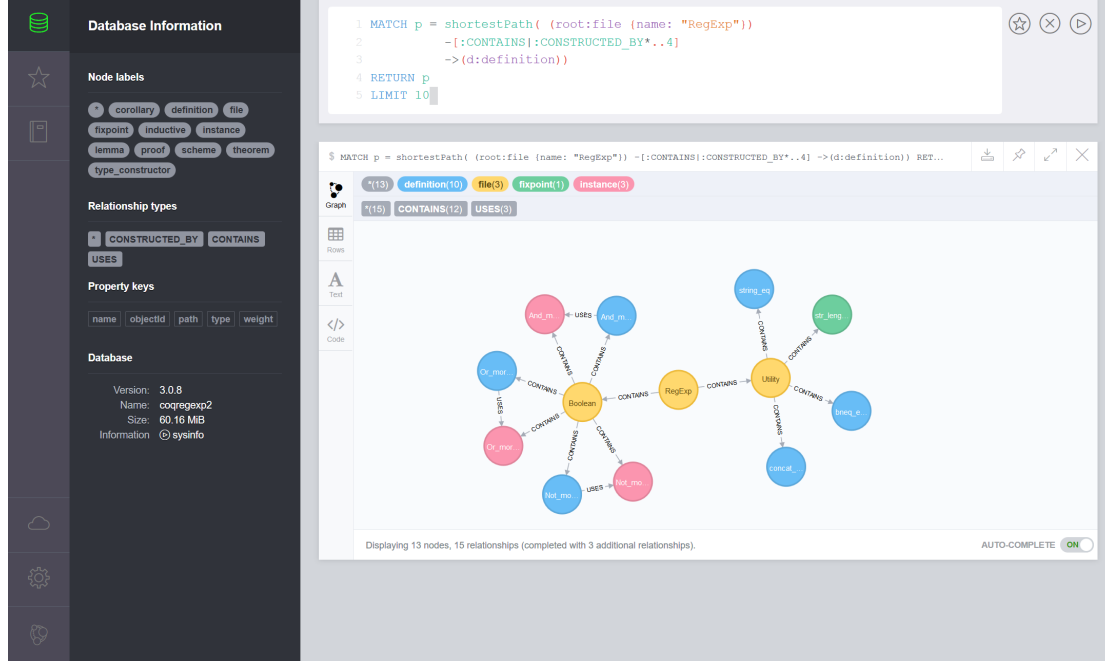 Database Information
Node labels
* corollary definition file
fixpoint inductive instance
lemma proof scheme theorem
type_constructor
Relationship types
* CONSTRUCTED_BY CONTAINS
USES
Property keys
name objectId path type weight
Database
Version: 3.0.8
Name: coqregexp2
Size: 60.16 MiB
Information sysinfo
1 MATCH p = shortestPath( (root:file {name: "RegExp"})
2 -[:CONTAINS|:CONSTRUCTED_BY*..4]
3 ->(d:definition))
4 RETURN p
5 LIMIT 10
$ MATCH p = shortestPath( (root:file {name: "RegExp"}) -[:CONTAINS|:CONSTRUCTED_BY*..4] ->(d:definition)) RET...
*(13) definition(10) file(3) fixpoint(1) instance(3)
*(15) CONTAINS(12) USES(3)
Graph
Rows
A
Text
</>
Code
string_eq
And_m...
USES
And_m...
str_leng...
CONTAINS
CONTAINS
CONTAINS
CONTAINS
Or_mor...
CONTAINS
Utility
CONTAINS
RegExp
CONTAINS
Boolean
CONTAINS
USES
CONTAINS
bneq_e...
CONTAINS
CONTAINS
CONTAINS
Or_mor...
concat_...
Not_mo...
USES
Not_mo...
Displaying 13 nodes, 15 relationships (completed with 3 additional relationships).
AUTO-COMPLETE ON